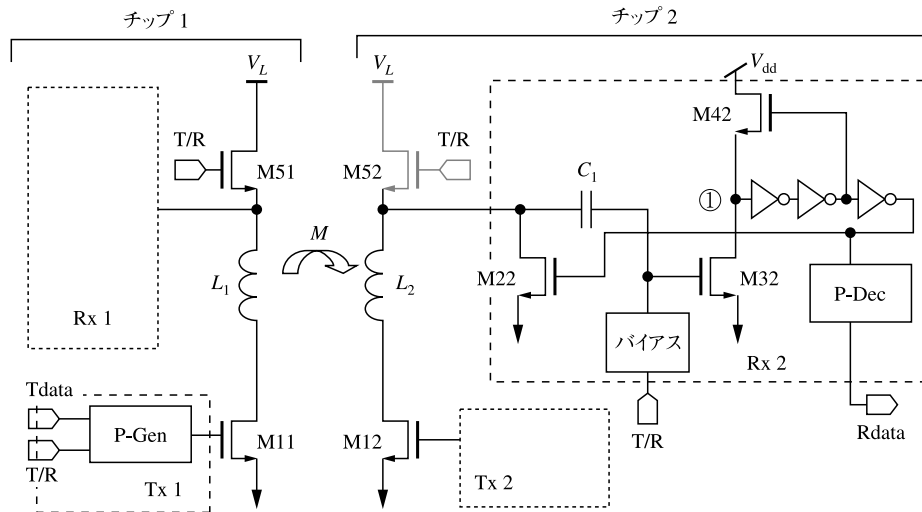 チップ 1
チップ 2
V_L
V_L
V_dd
M42
T/R
M51
M52
T/R
C_1
①
M
L_1
L_2
M22
M32
P-Dec
Rx 1
バイアス
Rx 2
Tdata
P-Gen
M11
M12
T/R
Rdata
T/R
Tx 1
Tx 2